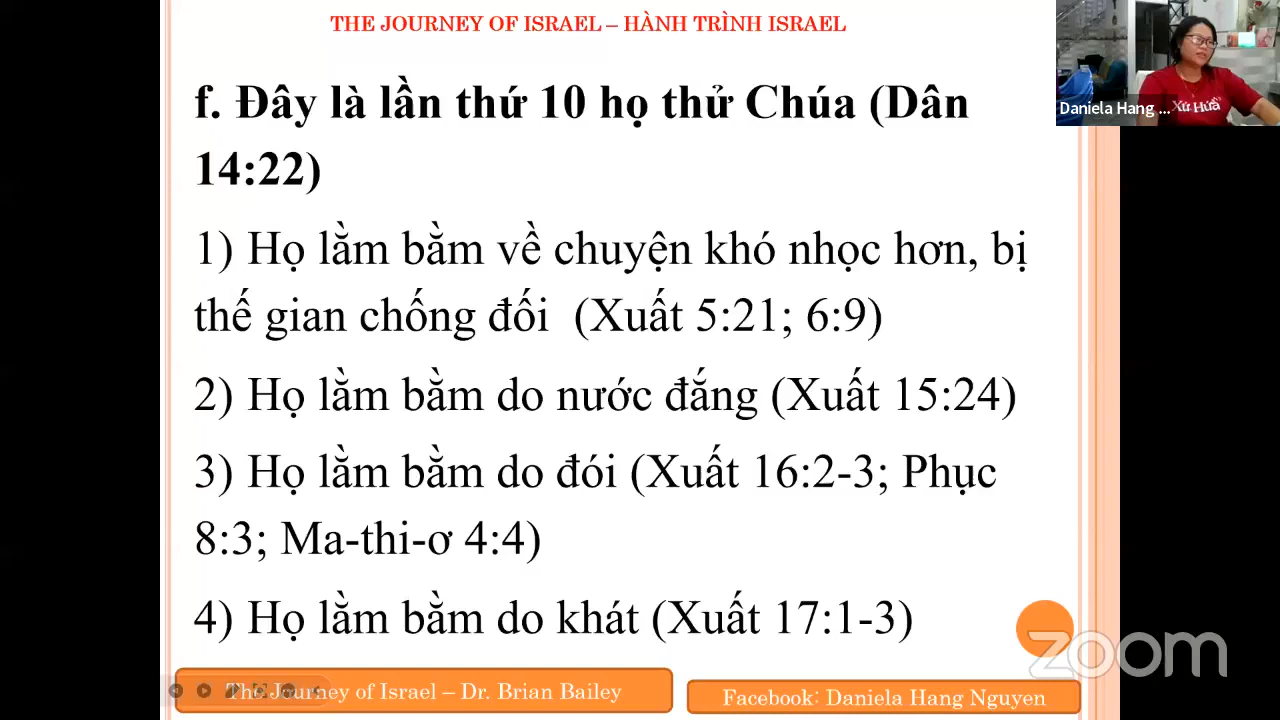 THE JOURNEY OF ISRAEL – HÀNH TRÌNH ISRAEL
f. Đây là lần thứ 10 họ thử Chúa (Dân
14:22)
1) Họ lằm bằm về chuyện khó nhọc hơn, bị
thế gian chống đối (Xuất 5:21; 6:9)
2) Họ lằm bằm do nước đắng (Xuất 15:24)
3) Họ lằm bằm do đói (Xuất 16:2-3; Phục
8:3; Ma-thi-ơ 4:4)
4) Họ lằm bằm do khát (Xuất 17:1-3)
The Journey of Israel – Dr. Brian Bailey
Facebook: Daniela Hang Nguyen
Daniela Hang ...
Xứ Hứa
zoom